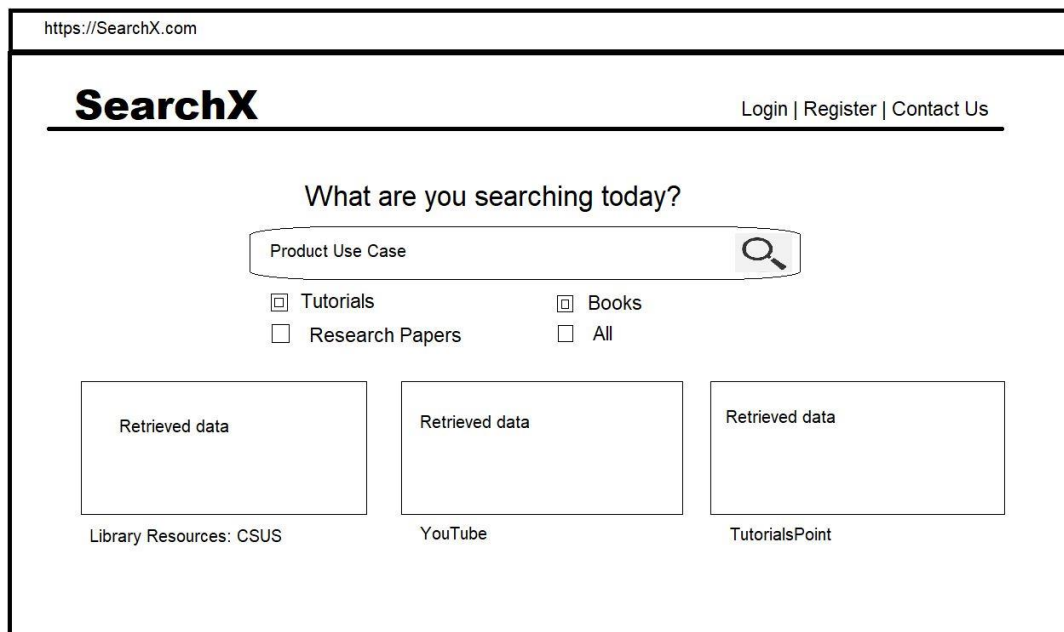 https://SearchX.com
SearchX
Login | Register | Contact Us
What are you searching today?
Product Use Case
Tutorials
Books
Research Papers
All
Retrieved data
Retrieved data
Retrieved data
Library Resources: CSUS
YouTube
TutorialsPoint